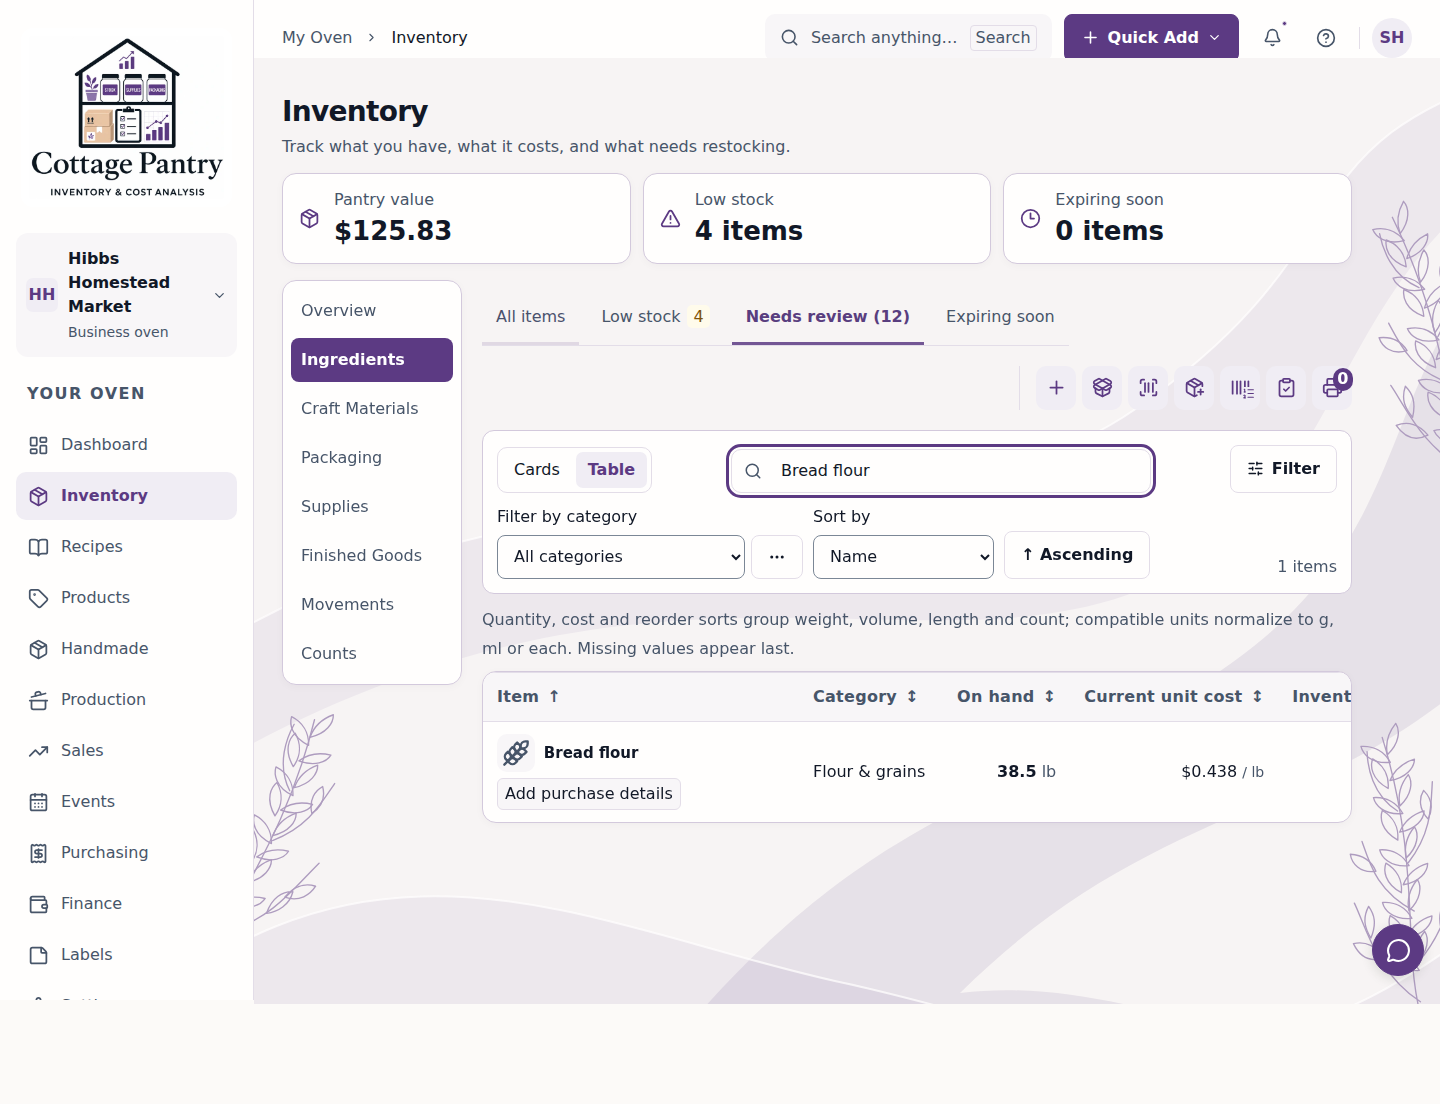 My Oven
Inventory
Search anything...
Search
Quick Add
SH
Cottage Pantry
INVENTORY & COST ANALYSIS
Hibbs
Homestead
Market
HH
Business oven
YOUR OVEN
Dashboard
Inventory
Recipes
Products
Handmade
Production
Sales
Events
Purchasing
Finance
Labels
Inventory
Track what you have, what it costs, and what needs restocking.
Pantry value
$125.83
Low stock
4 items
Expiring soon
0 items
Overview
Ingredients
Craft Materials
Packaging
Supplies
Finished Goods
Movements
Counts
All items
Low stock 4
Needs review (12)
Expiring soon
0
Cards
Table
Bread flour
Filter
Filter by category
Sort by
All categories
...
Name
↑ Ascending
1 items
Quantity, cost and reorder sorts group weight, volume, length and count; compatible units normalize to g,
ml or each. Missing values appear last.
Item ↑
Category ↕
On hand ↕
Current unit cost ↕
Invent
Bread flour
Add purchase details
Flour & grains
38.5 lb
$0.438 / lb